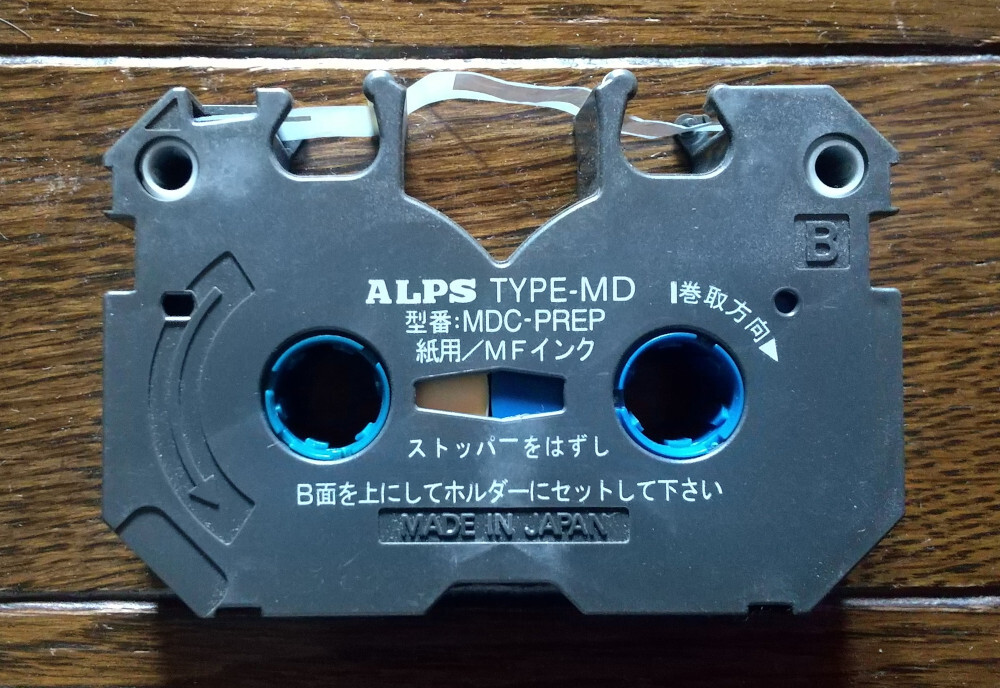 B
ALPS TYPE-MD
巻取方向▶
型番:MDC-PREP
紙用/MFインク
ストッパーをはずし
B面を上にしてホルダーにセットして下さい
MADE IN JAPAN